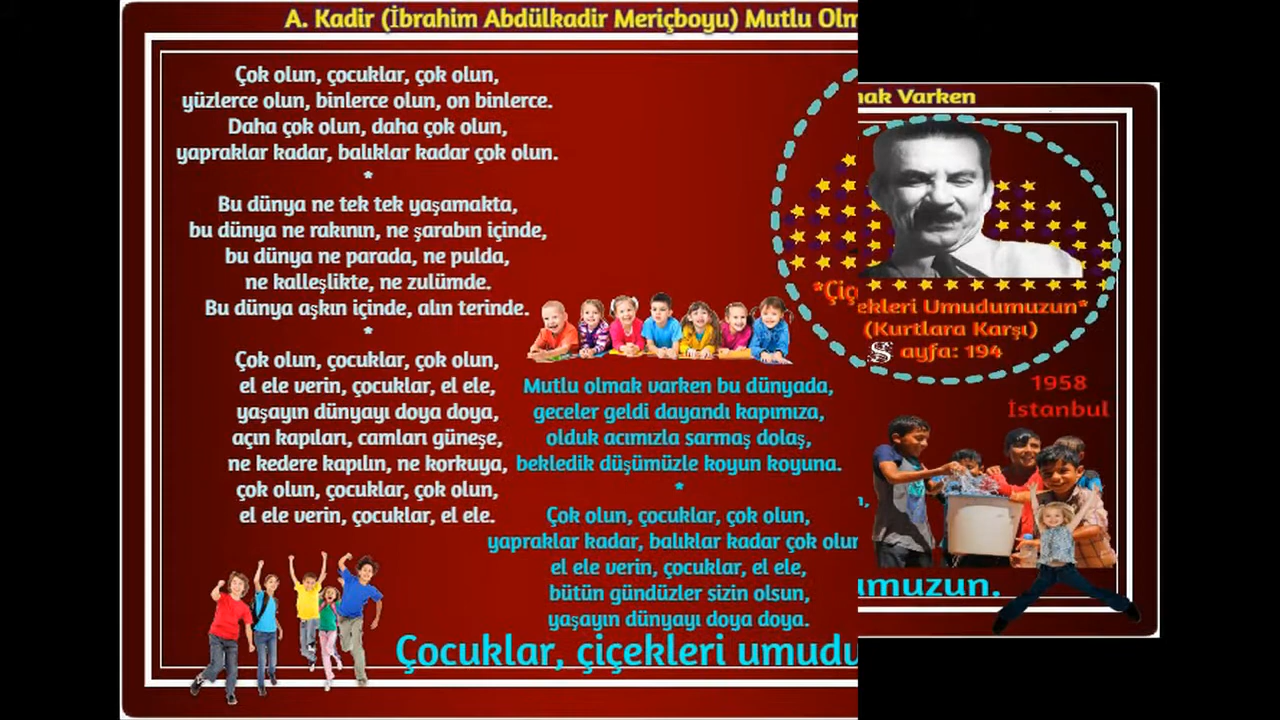 A. Kadir (İbrahim Abdülkadir Meriçboyu) Mutlu Olmak Varken
Çok olun, çocuklar, çok olun,
yüzlerce olun, binlerce olun, on binlerce.
Daha çok olun, daha çok olun,
yapraklar kadar, balıklar kadar çok olun.
*
Bu dünya ne tek tek yaşamakta,
bu dünya ne rakının, ne şarabın içinde,
bu dünya ne parada, ne pulda,
ne kalleşlikte, ne zulümde.
Bu dünya aşkın içinde, alın terinde.
*
Çok olun, çocuklar, çok olun,
el ele verin, çocuklar, el ele,
yaşayın dünyayı doya doya,
açın kapıları, camları güneşe,
ne kedere kapılın, ne korkuya,
çok olun, çocuklar, çok olun,
el ele verin, çocuklar, el ele.
Mutlu olmak varken bu dünyada,
geceler geldi dayandı kapımıza,
olduk acımızla sarmaş dolaş,
bekledik düşümüzle koyun koyuna.
*
Çok olun, çocuklar, çok olun,
yapraklar kadar, balıklar kadar çok olun,
el ele verin, çocuklar, el ele,
bütün gündüzler sizin olsun,
yaşayın dünyayı doya doya.
Çocuklar, çiçekleri umudumuzun.
*Çiçekleri Umudumuzun*
(Kurtlara Karşı)
Sayfa: 194
1958
İstanbul